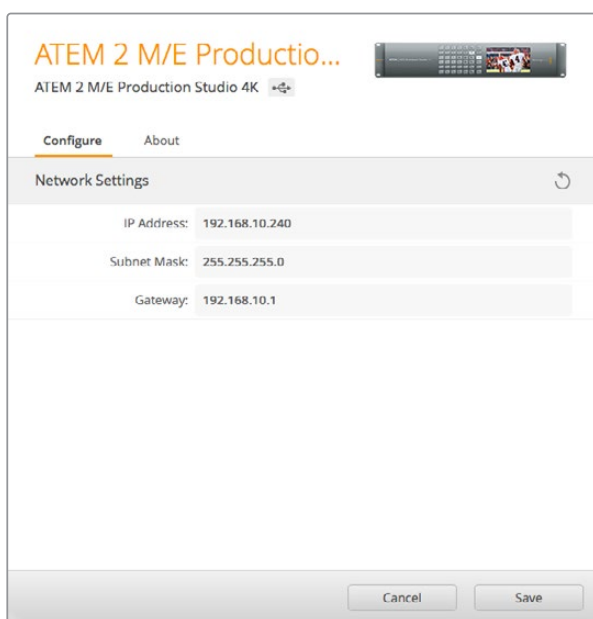 ATEM 2 M/E Productio...
ATEM 2 M/E Production Studio 4K
Configure About
Network Settings
IP Address: 192.168.10.240
Subnet Mask: 255.255.255.0
Gateway: 192.168.10.1
Cancel Save